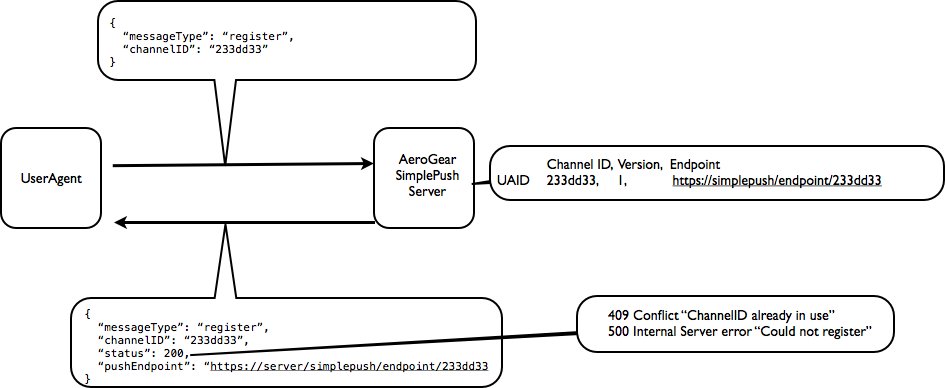 {
“messageType”: “register”,
“channelID”: “233dd33”
}
UserAgent
AeroGear
SimplePush
Server
Channel ID, Version, Endpoint
UAID 233dd33, 1, https://simplepush/endpoint/233dd33
{
“messageType”: “register”,
“channelID”: “233dd33”,
“status”: 200,
“pushEndpoint”: “https://server/simplepush/endpoint/233dd33
}
409 Conflict “ChannelID already in use”
500 Internal Server error “Could not register”